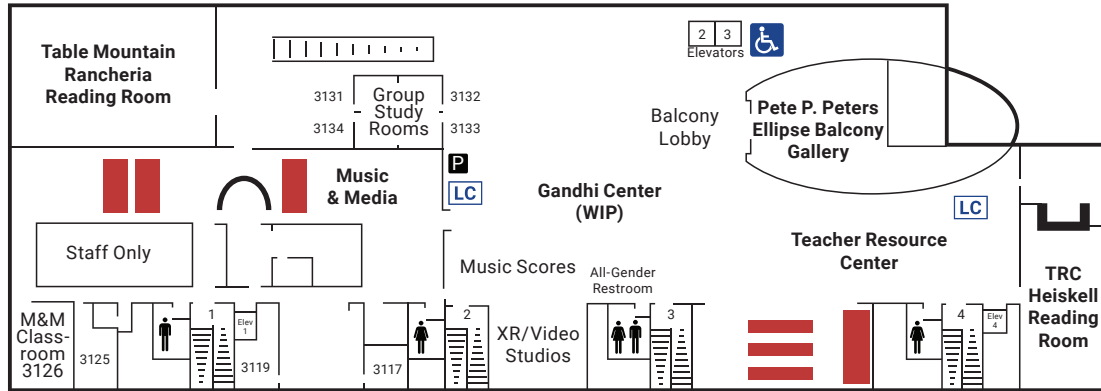 2 3
Elevators
Table Mountain
Rancheria
Reading Room
3131
Group
Study
Rooms
3132
3134
3133
Balcony
Lobby
Pete P. Peters
Ellipse Balcony
Gallery
P
LC
Music
& Media
Gandhi Center
(WIP)
LC
Staff Only
Teacher Resource
Center
Music Scores
All-Gender
Restroom
TRC
Heiskell
Reading
Room
M&M
Class-
room
3126
3125
1
Elev
1
3119
3117
2
XR/Video
Studios
3
4
Elev
4